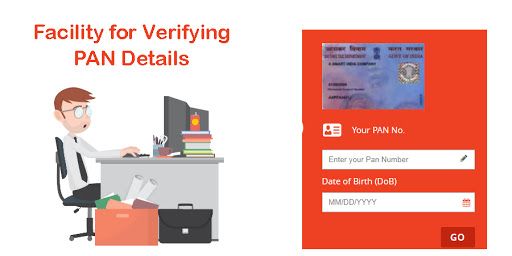 Facility for Verifying
PAN Details
आयकर विभाग
भारत सरकार
INCOME TAX DEPARTMENT
GOVT. OF INDIA
Your PAN No.
Enter your Pan Number
Date of Birth (DoB)
MM/DD/YYYY
GO